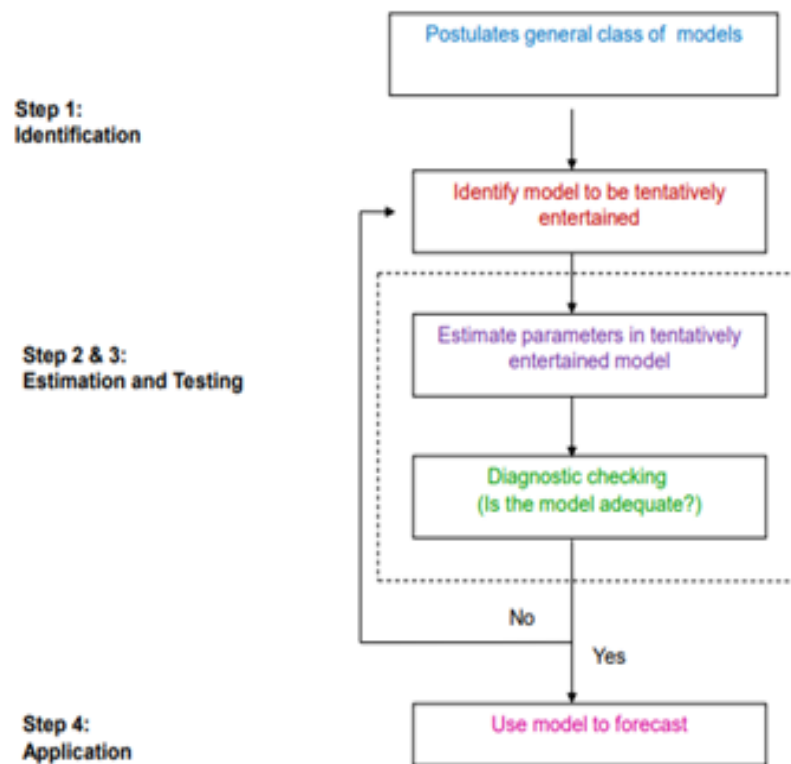 Postulates general class of models
Step 1:
Identification
Identify model to be tentatively
entertained
Estimate parameters in tentatively
entertained model
Step 2 & 3:
Estimation and Testing
Diagnostic checking
(Is the model adequate?)
No
Yes
Use model to forecast
Step 4:
Application